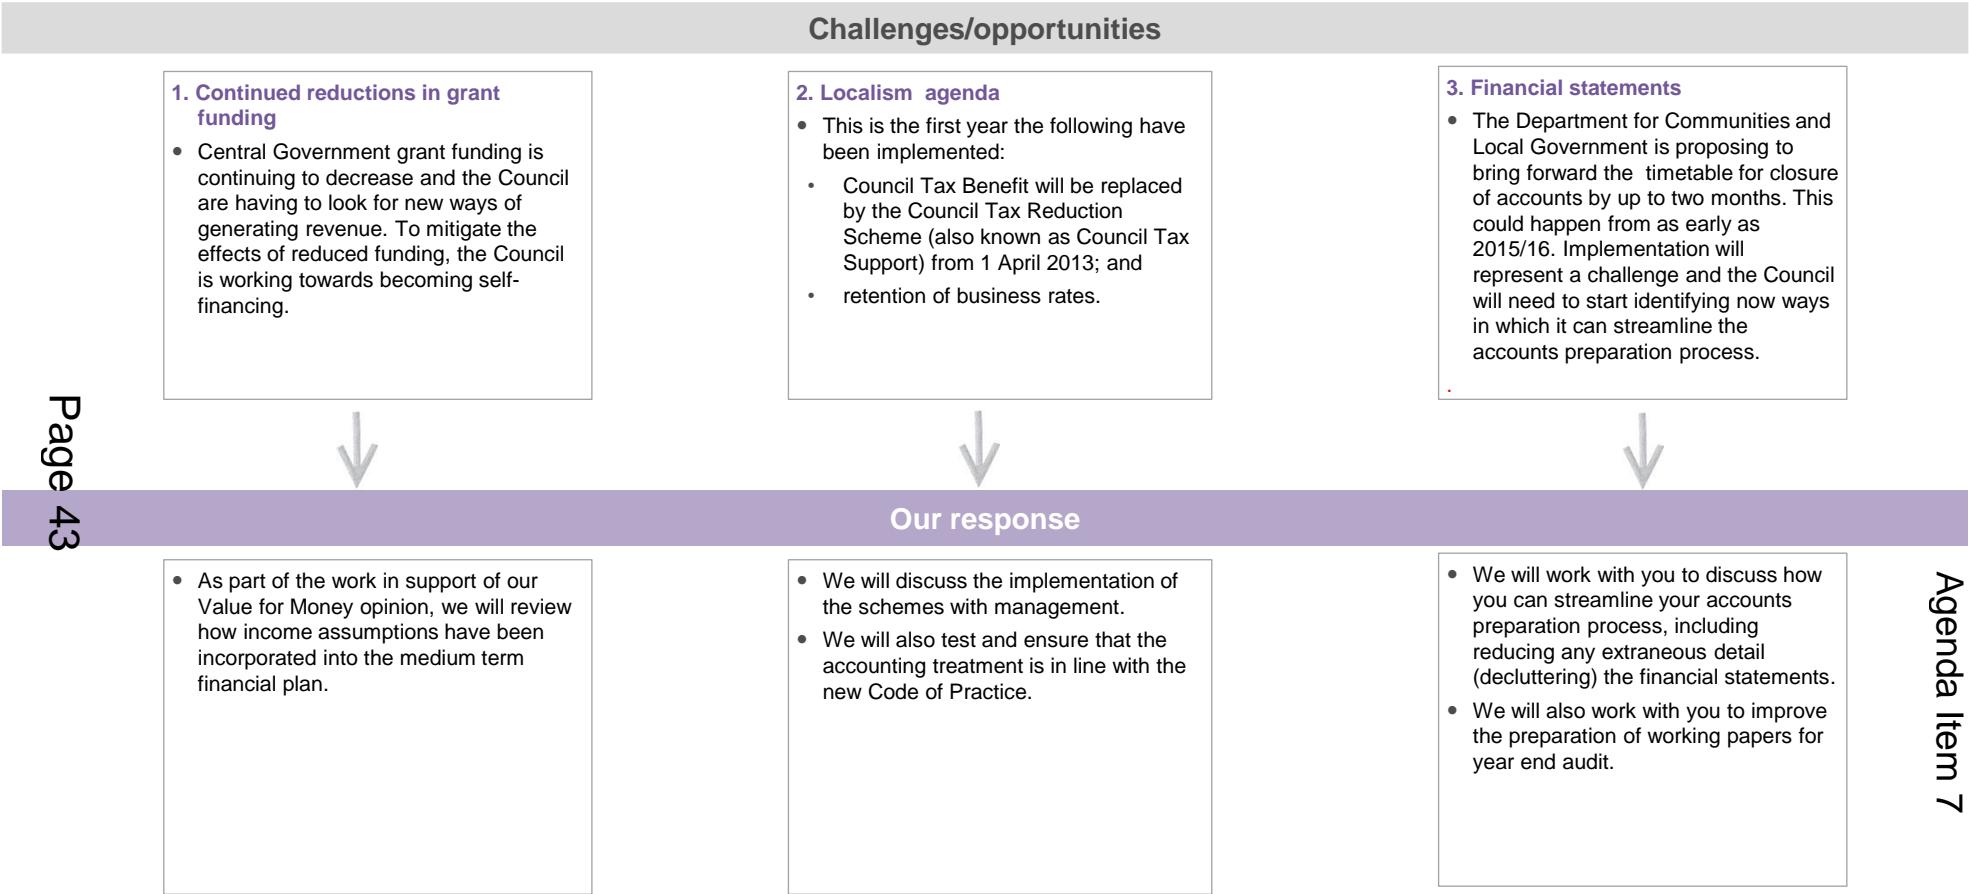 Challenges/opportunities
1. Continued reductions in grant
funding
• Central Government grant funding is
continuing to decrease and the Council
are having to look for new ways of
generating revenue. To mitigate the
effects of reduced funding, the Council
is working towards becoming self-
financing.
2. Localism agenda
• This is the first year the following have
been implemented:
• Council Tax Benefit will be replaced
by the Council Tax Reduction
Scheme (also known as Council Tax
Support) from 1 April 2013; and
• retention of business rates.
3. Financial statements
• The Department for Communities and
Local Government is proposing to
bring forward the timetable for closure
of accounts by up to two months. This
could happen from as early as
2015/16. Implementation will
represent a challenge and the Council
will need to start identifying now ways
in which it can streamline the
accounts preparation process.
.
Page 43
Our response
• As part of the work in support of our
Value for Money opinion, we will review
how income assumptions have been
incorporated into the medium term
financial plan.
• We will discuss the implementation of
the schemes with management.
• We will also test and ensure that the
accounting treatment is in line with the
new Code of Practice.
• We will work with you to discuss how
you can streamline your accounts
preparation process, including
reducing any extraneous detail
(decluttering) the financial statements.
• We will also work with you to improve
the preparation of working papers for
year end audit.
Agenda Item 7